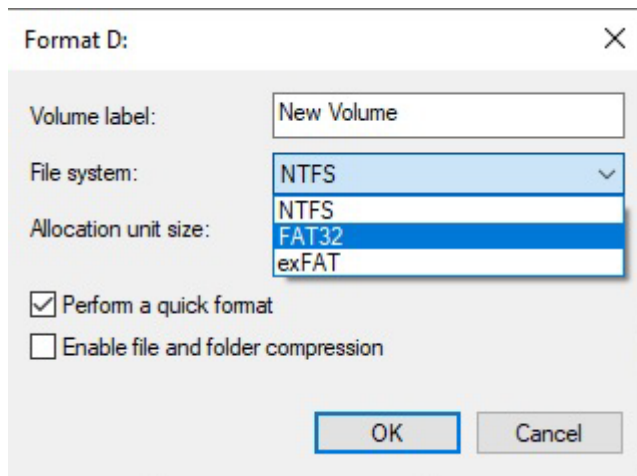 Format D:
Volume label:
New Volume
File system:
NTFS
NTFS
FAT32
exFAT
Allocation unit size:
Perform a quick format
Enable file and folder compression
OK
Cancel